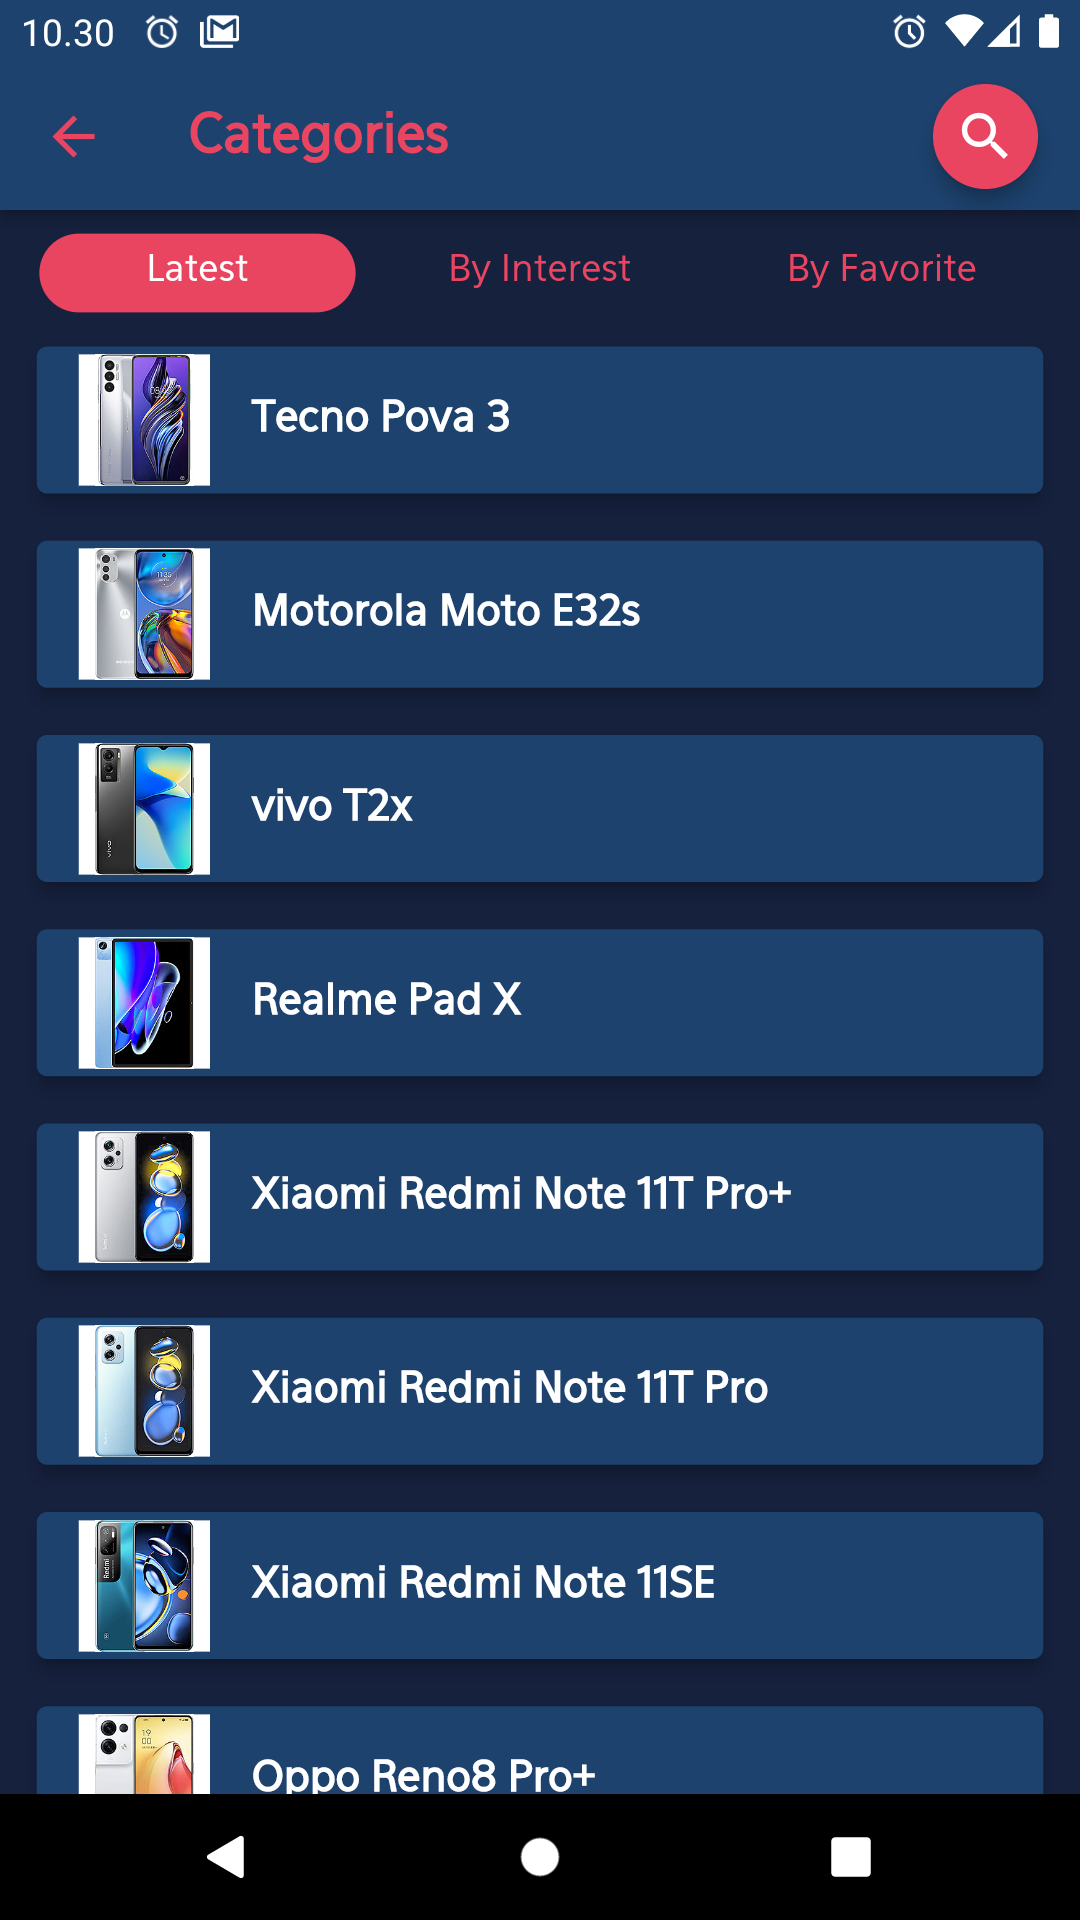 10.30
Categories
Latest By Interest By Favorite
Tecno Pova 3
Motorola Moto E32s
vivo T2x
Realme Pad X
Xiaomi Redmi Note 11T Pro+
Xiaomi Redmi Note 11T Pro
Xiaomi Redmi Note 11SE
Oppo Reno8 Pro+